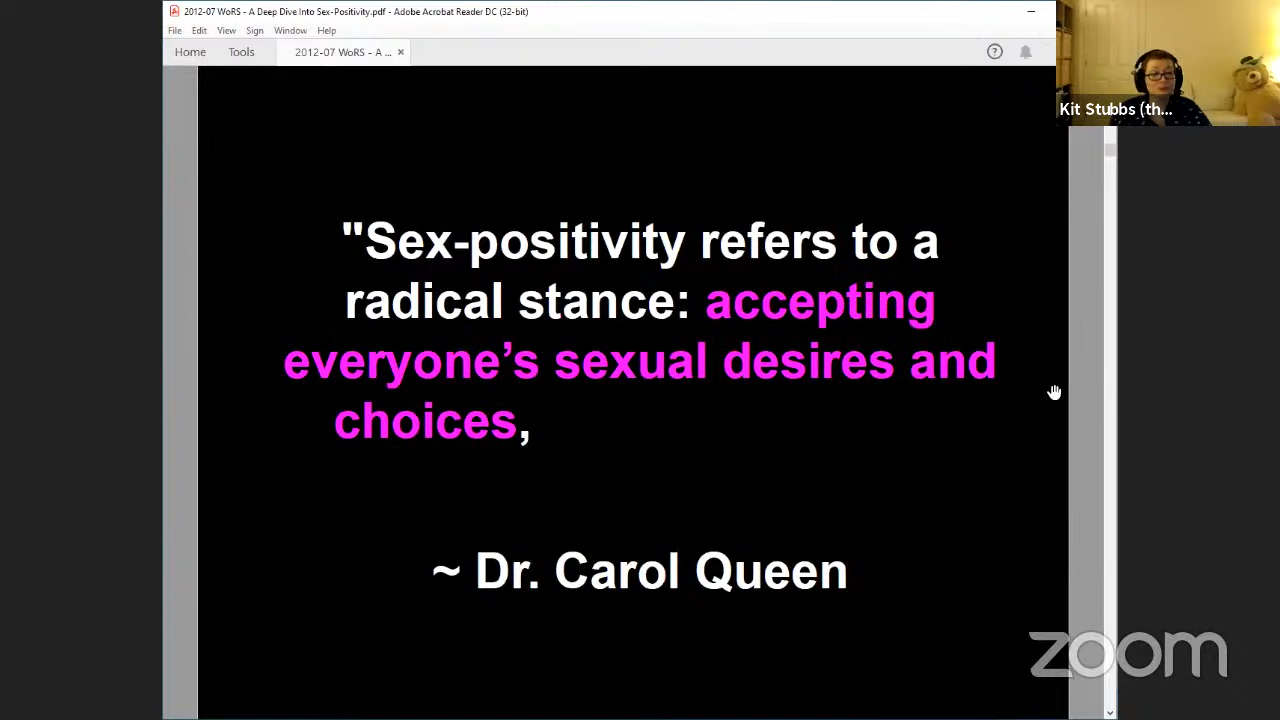 2012-07 WoRS - A Deep Dive Into Sex-Positivity.pdf - Adobe Acrobat Reader DC (32-bit)
File Edit View Sign Window Help
Home Tools 2012-07 WoRS - A ... ×
Kit Stubbs (th...
"Sex-positivity refers to a
radical stance: accepting
everyone’s sexual desires and
choices,
~ Dr. Carol Queen
zoom